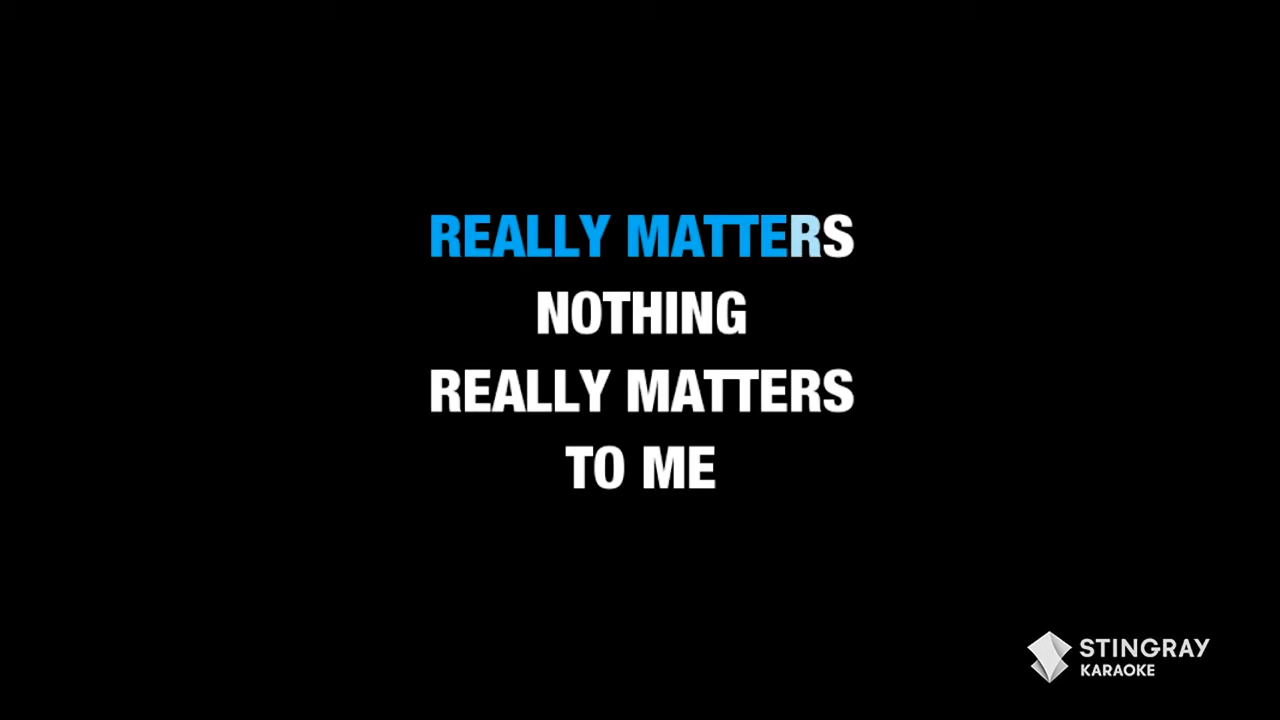 REALLY MATTERS
NOTHING
REALLY MATTERS
TO ME
STINGRAY
KARAOKE